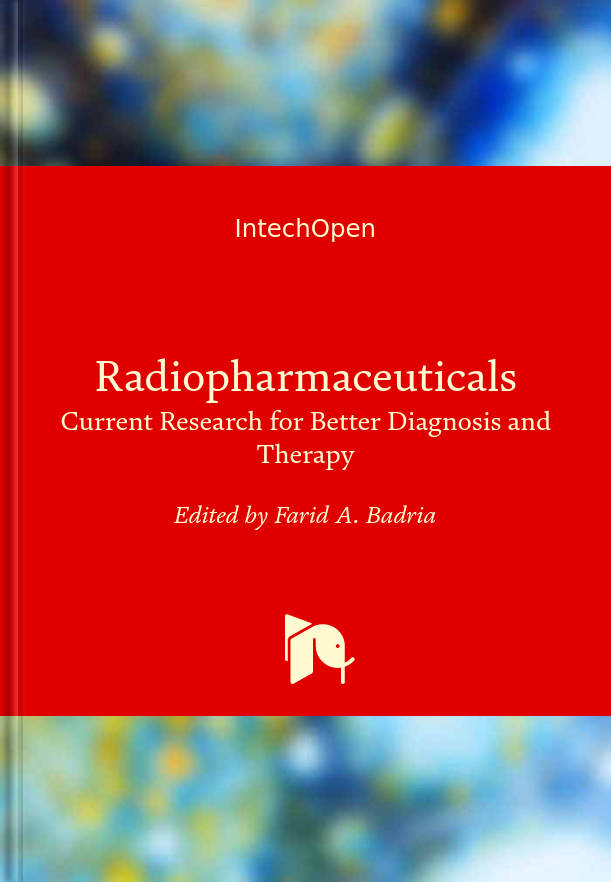 IntechOpen
Radiopharmaceuticals
Current Research for Better Diagnosis and
Therapy
Edited by Farid A. Badria